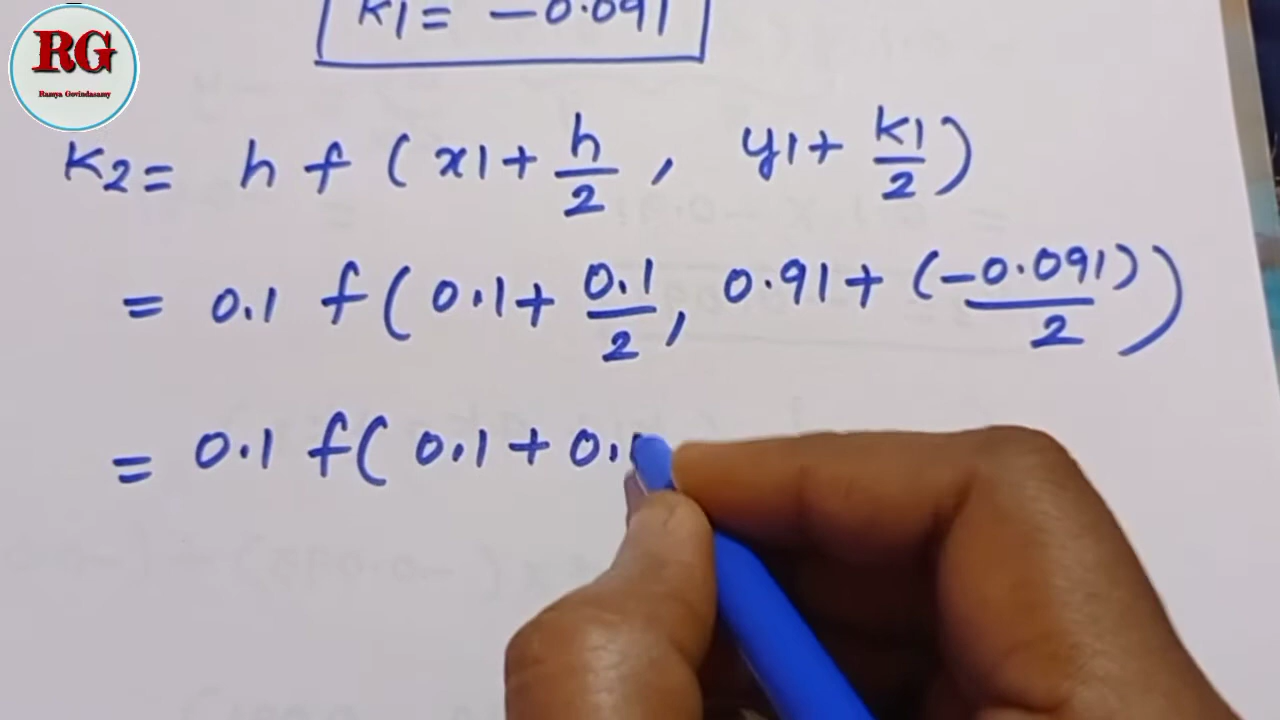 RG
Ramya Govindasamy
K1 = -0.091
K2 = h f ( x1 + h/2 , y1 + K1/2 )
= 0.1 f ( 0.1 + 0.1/2 , 0.91 + (-0.091)/2 )
= 0.1 f( 0.1 + 0.